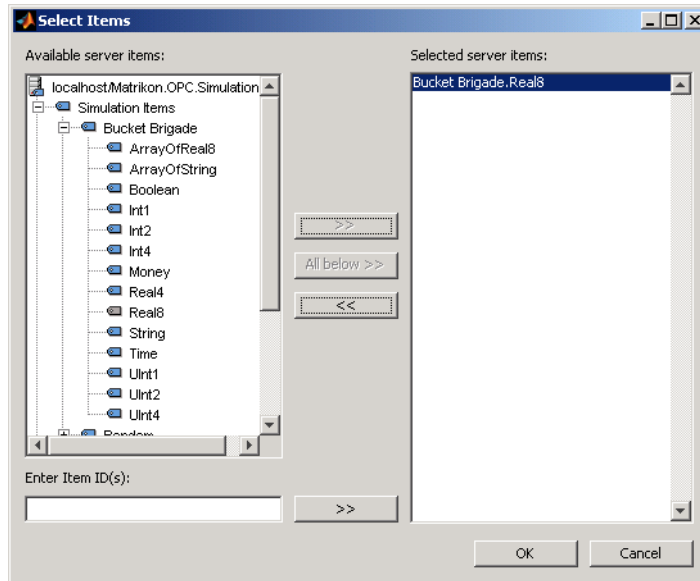 Select Items
Available server items:
localhost/Matrikon.OPC.Simulation
Simulation Items
Bucket Brigade
ArrayOfReal8
ArrayOfString
Boolean
Int1
Int2
Int4
Money
Real4
Real8
String
Time
UInt1
UInt2
UInt4
Random
>>
All below >>
<<
Selected server items:
Bucket Brigade.Real8
Enter Item ID(s):
>>
OK
Cancel